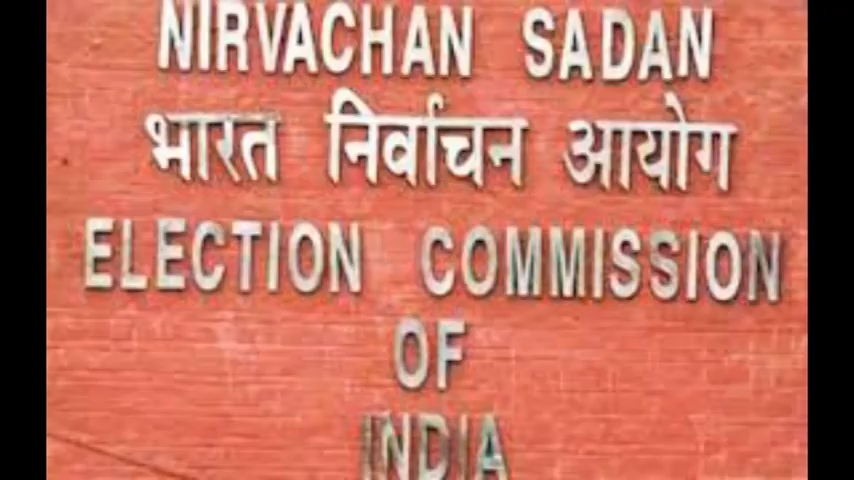 NIRVACHAN SADAN
भारत निर्वाचन आयोग
ELECTION COMMISSION
OF
INDIA